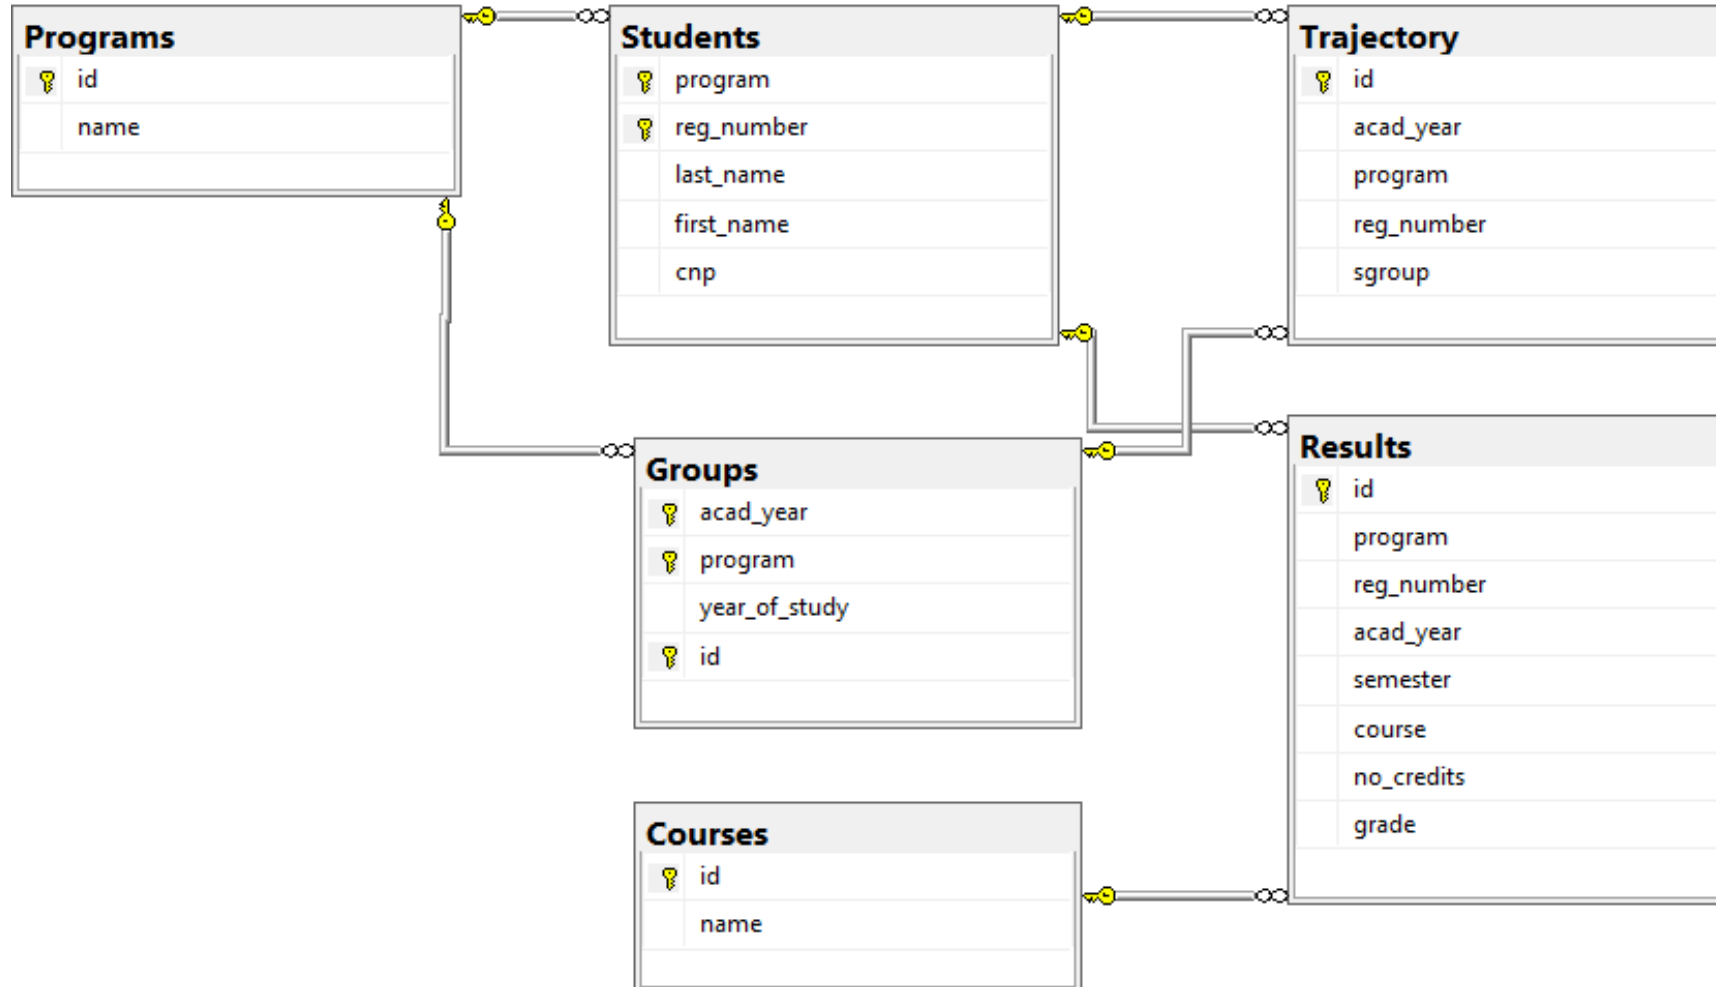 Programs
id
name
Students
program
reg_number
last_name
first_name
cnp
Trajectory
id
acad_year
program
reg_number
sgroup
Groups
acad_year
program
year_of_study
id
Results
id
program
reg_number
acad_year
semester
course
no_credits
grade
Courses
id
name